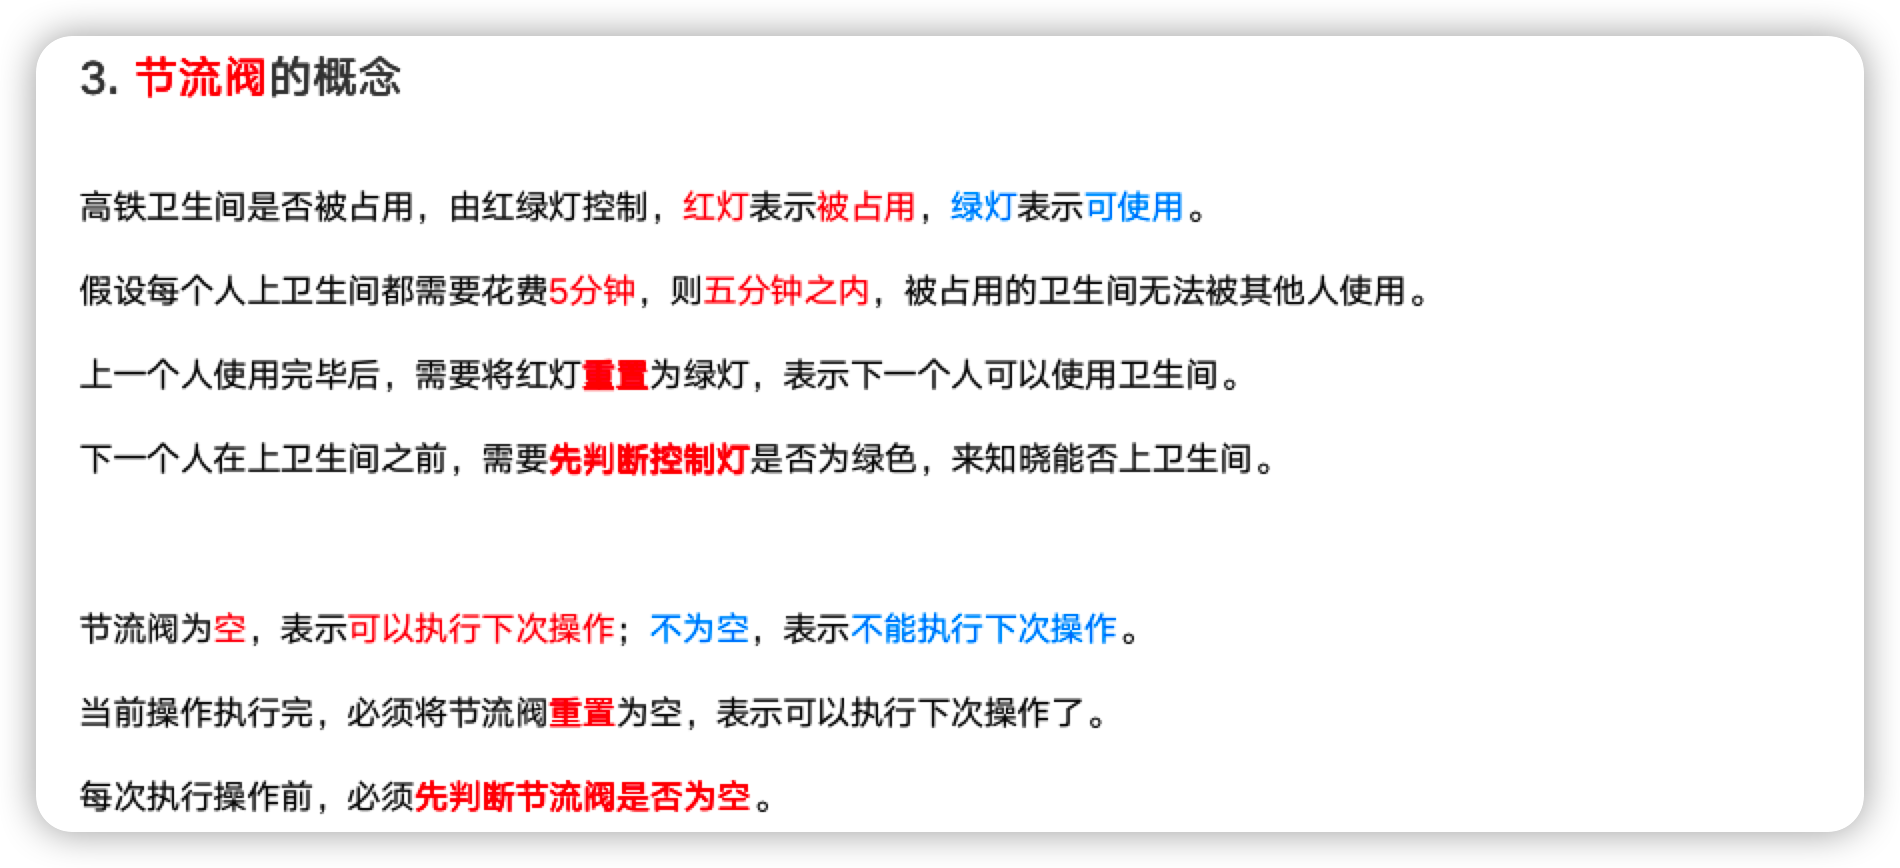 3. 节流阀的概念
高铁卫生间是否被占用，由红绿灯控制，红灯表示被占用，绿灯表示可使用。
假设每个人上卫生间都需要花费5分钟，则五分钟之内，被占用的卫生间无法被其他人使用。
上一个人使用完毕后，需要将红灯重置为绿灯，表示下一个人可以使用卫生间。
下一个人在上卫生间之前，需要先判断控制灯是否为绿色，来知晓能否上卫生间。
节流阀为空，表示可以执行下次操作；不为空，表示不能执行下次操作。
当前操作执行完，必须将节流阀重置为空，表示可以执行下次操作了。
每次执行操作前，必须先判断节流阀是否为空。